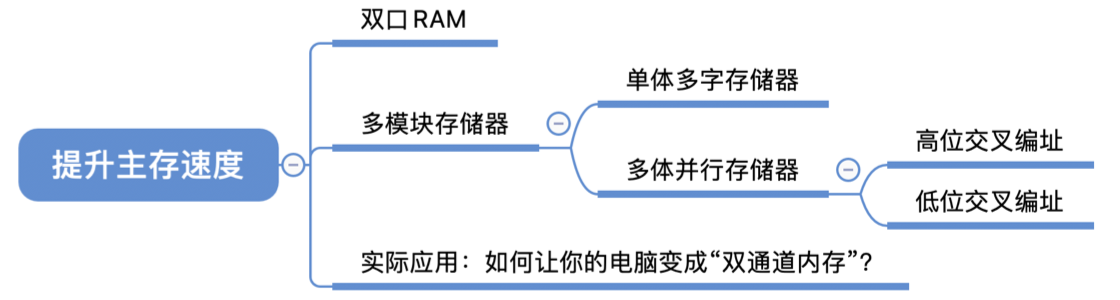 提升主存速度
双口 RAM
多模块存储器
单体多字存储器
多体并行存储器
高位交叉编址
低位交叉编址
实际应用：如何让你的电脑变成“双通道内存”？